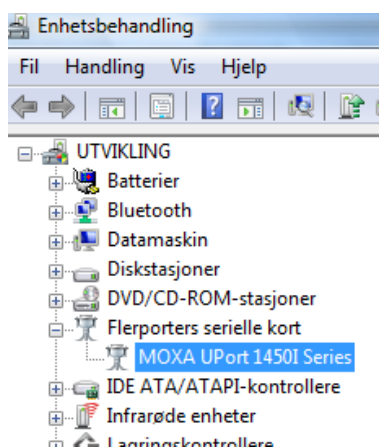 Enhetsbehandling
Fil Handling Vis Hjelp
UTVIKLING
Batterier
Bluetooth
Datamaskin
Diskstasjoner
DVD/CD-ROM-stasjoner
Flerporters serielle kort
MOXA UPort 1450I Series
IDE ATA/ATAPI-kontrollere
Infrarøde enheter
Lagringskontrollere